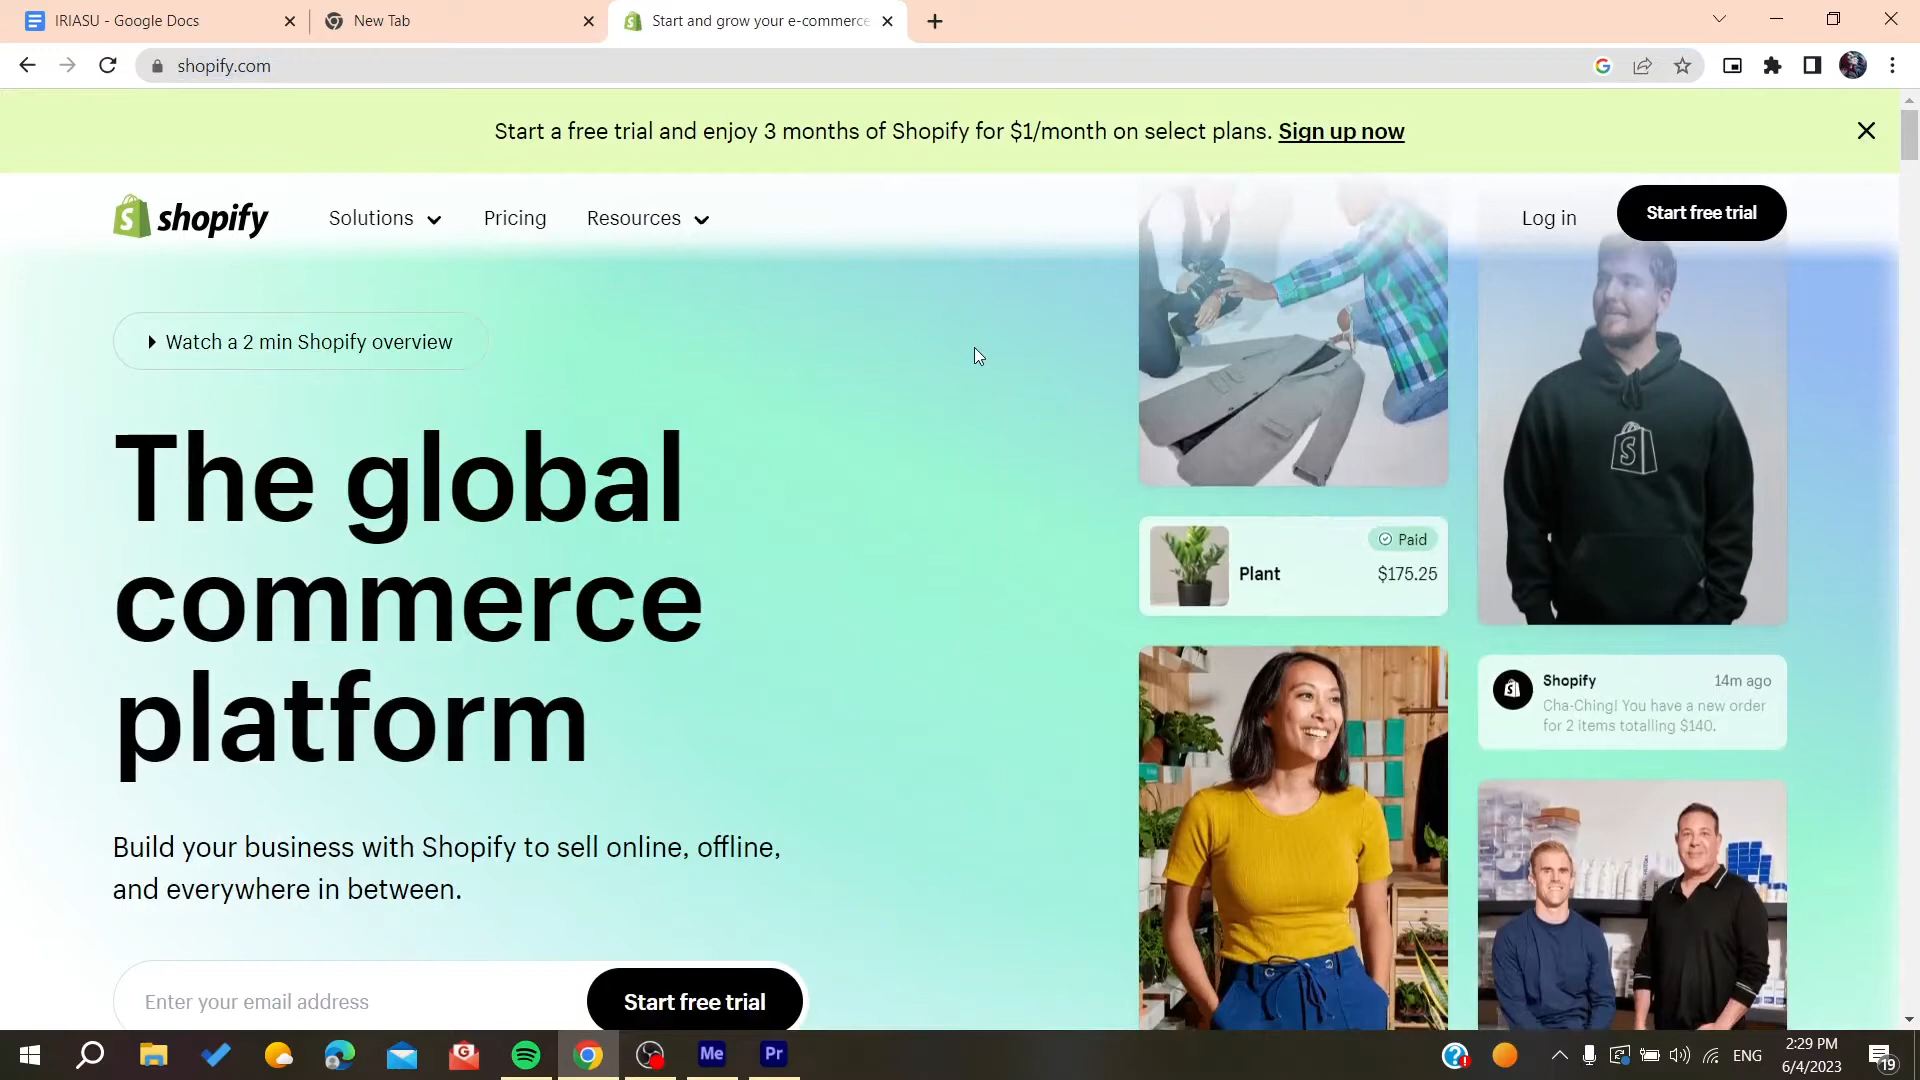 IRIASU - Google Docs
New Tab
Start and grow your e-commerce
shopify.com
Start a free trial and enjoy 3 months of Shopify for $1/month on select plans. Sign up now
shopify
Solutions
Pricing
Resources
Log in
Start free trial
Watch a 2 min Shopify overview
The global
commerce
platform
Build your business with Shopify to sell online, offline,
and everywhere in between.
Enter your email address
Start free trial
Paid
Plant
$175.25
Shopify
14m ago
Cha-Ching! You have a new order
for 2 items totalling $140.
Me
Pr
ENG
2:29 PM
6/4/2023
19